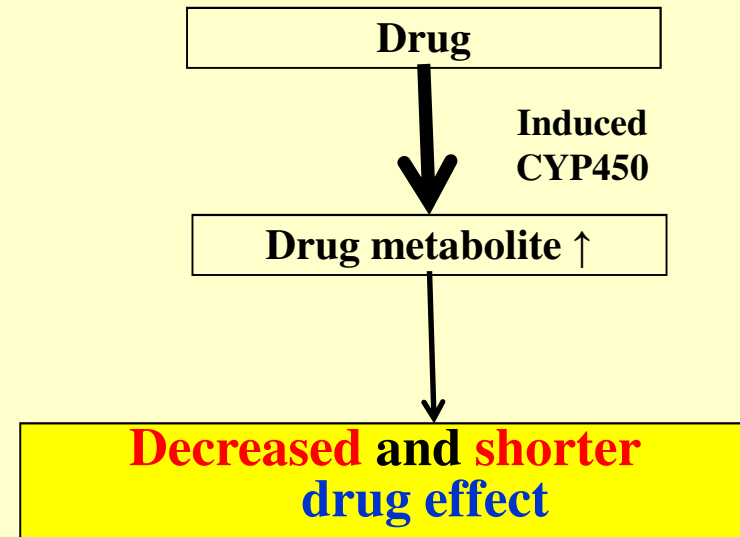 Drug
Induced
CYP450
Drug metabolite ↑
Decreased and shorter
drug effect